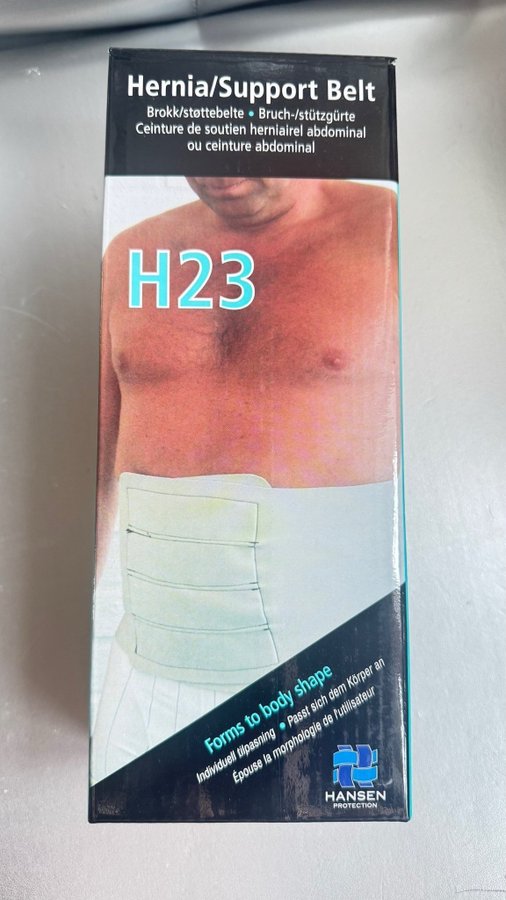 Hernia/Support Belt
Brokk/støttebelte • Bruch-/stützgürte
Ceinture de soutien herniairel abdominal
ou ceinture abdominal
H23
Forms to body shape
Individuell tilpasning • Passt sich dem Körper an
Épouse la morphologie de l'utilisateur
HANSEN
PROTECTION